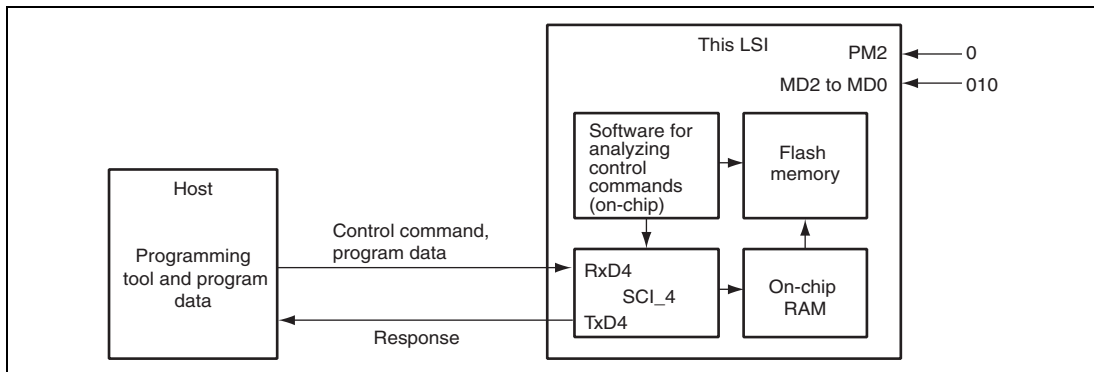 This LSI
PM2
0
MD2 to MD0
010
Software for
analyzing
control
commands
(on-chip)
Flash
memory
Host
Programming
tool and program
data
Control command,
program data
Response
RxD4
SCI_4
TxD4
On-chip
RAM